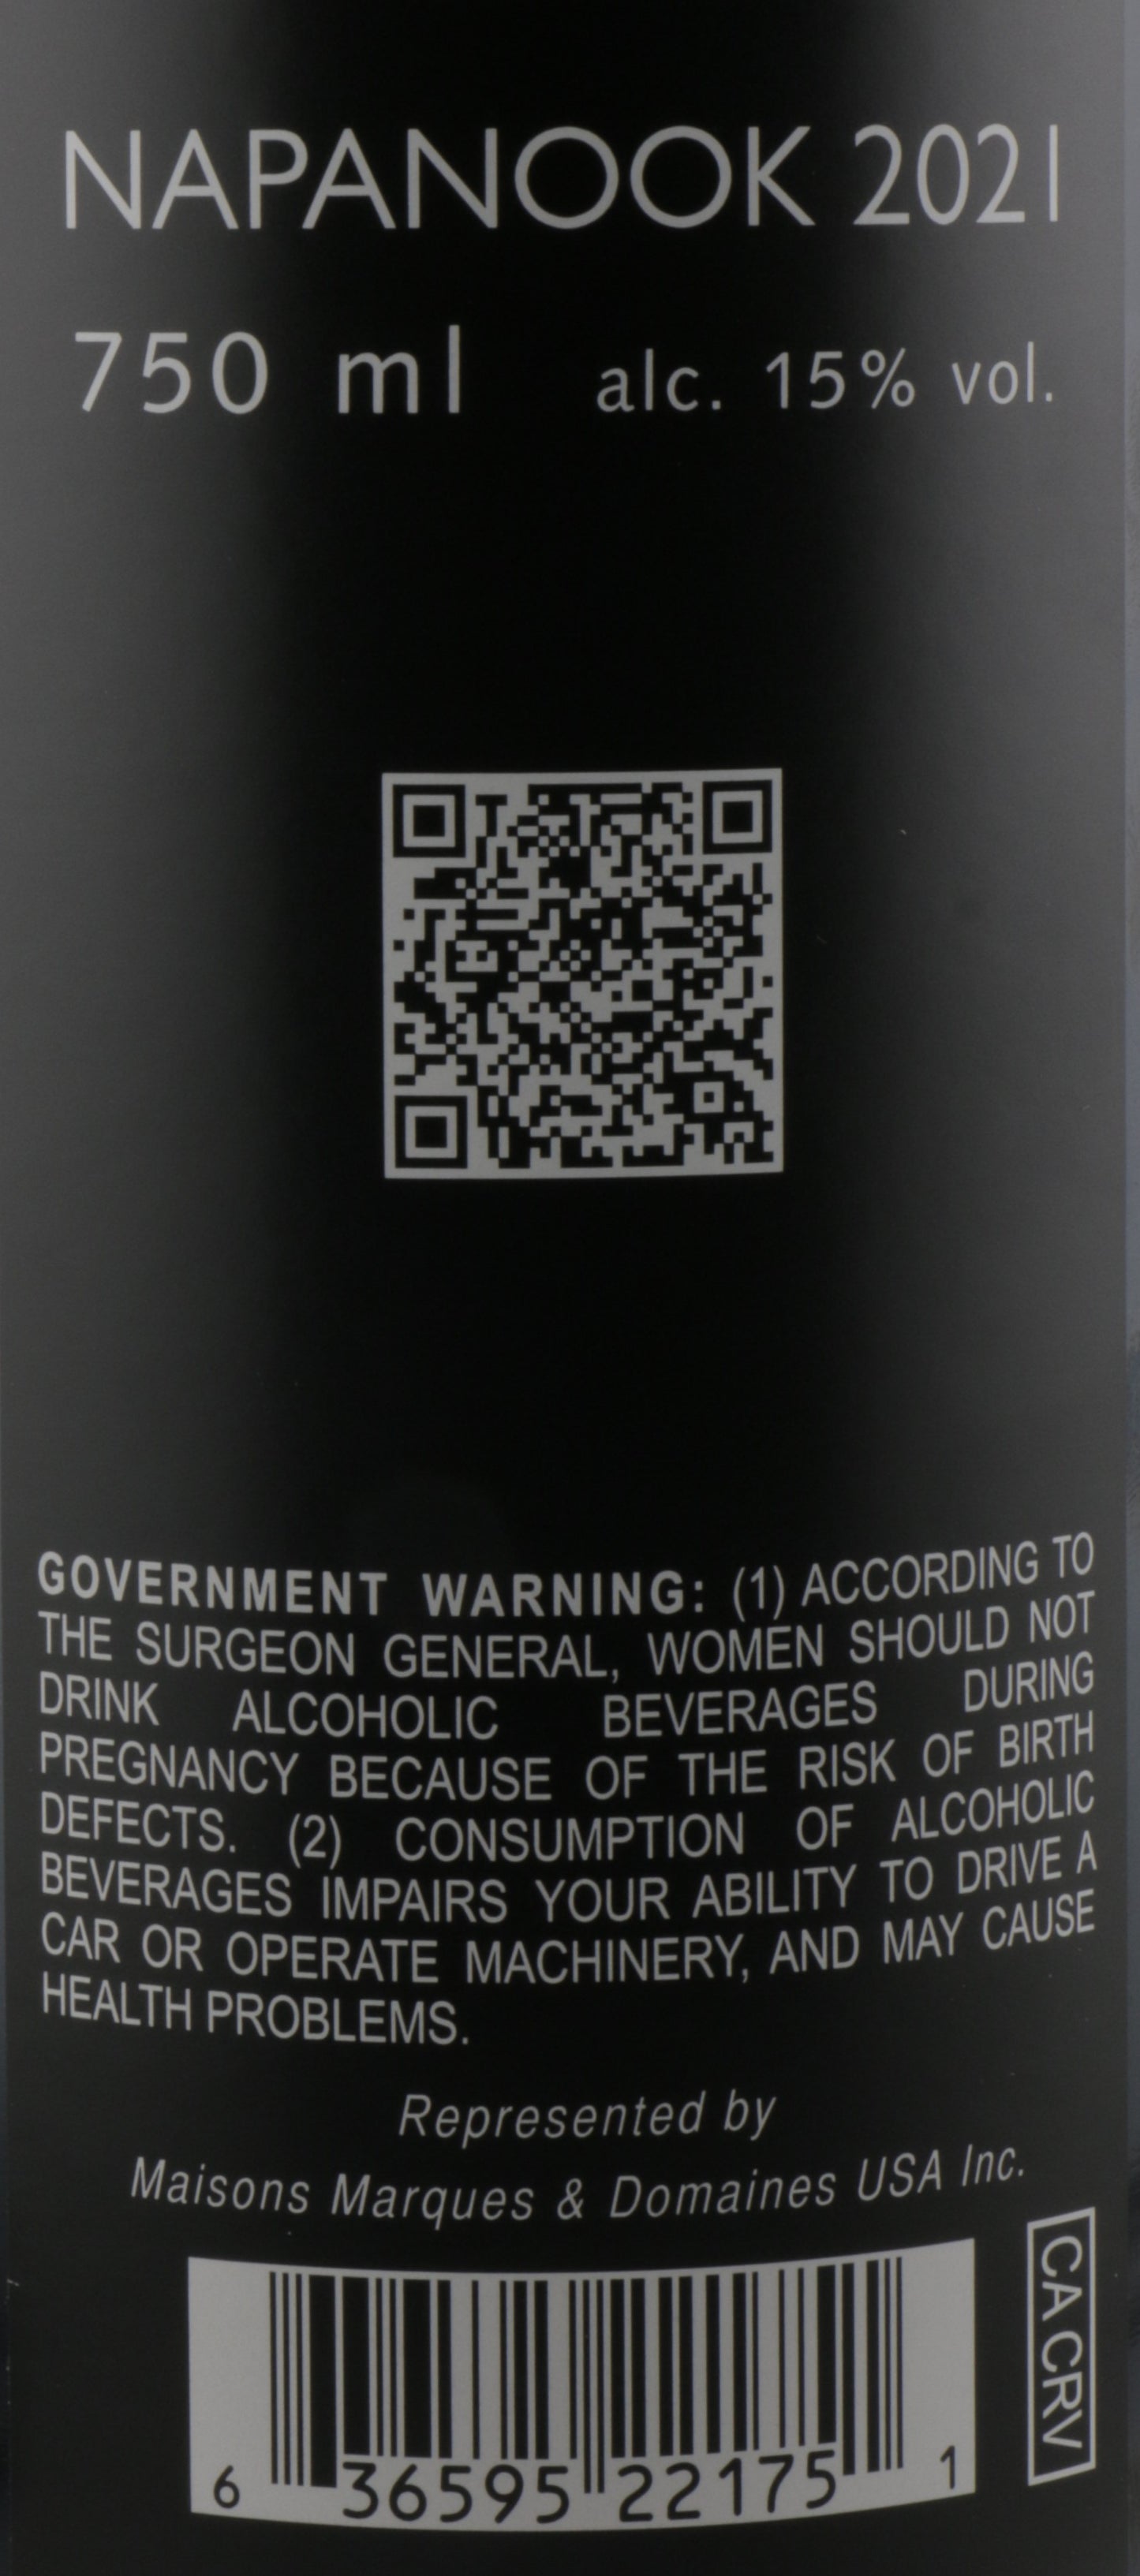 NAPANOOK 2021
750 ml alc. 15% vol.
GOVERNMENT WARNING: (1) ACCORDING TO
THE SURGEON GENERAL, WOMEN SHOULD NOT
DRINK ALCOHOLIC BEVERAGES DURING
PREGNANCY BECAUSE OF THE RISK OF BIRTH
DEFECTS. (2) CONSUMPTION OF ALCOHOLIC
BEVERAGES IMPAIRS YOUR ABILITY TO DRIVE A
CAR OR OPERATE MACHINERY, AND MAY CAUSE
HEALTH PROBLEMS.
Represented by
Maisons Marques & Domaines USA Inc.
CA CRV
6 36595 22175 1